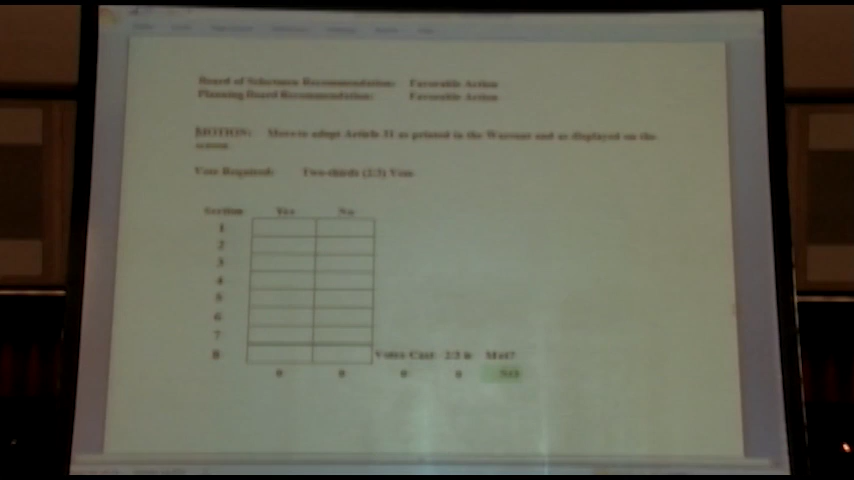 Board of Selectmen Recommendation: Favorable Action
Planning Board Recommendation: Favorable Action
MOTION: Move to adopt Article 31 as printed in the Warrant and as displayed on the
screen.
Vote Required: Two-thirds (2/3) Vote
Section Yes No
1
2
3
4
5
6
7
8 Votes Cast 2/3 is Met?
0 0 0 0